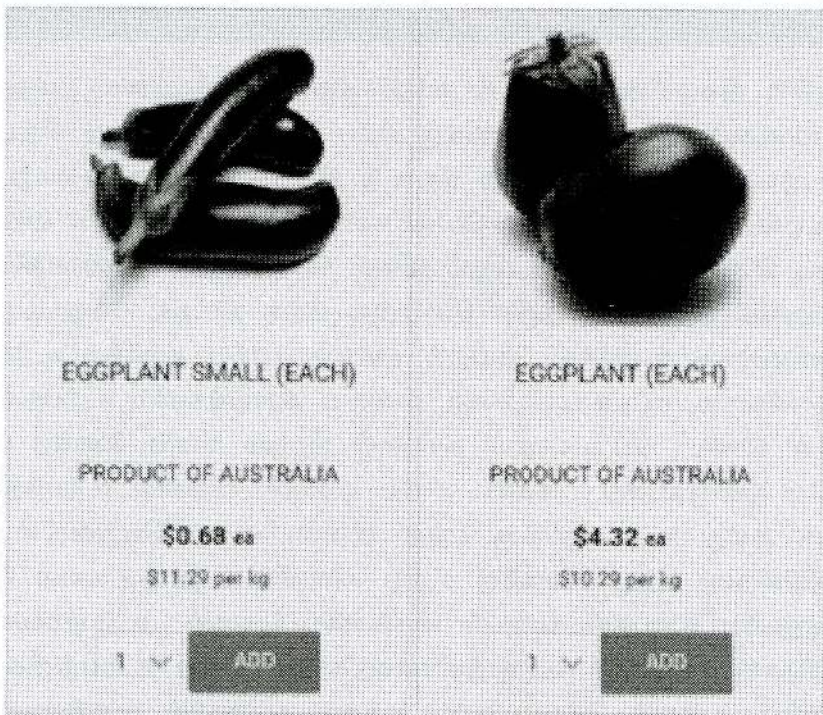 EGGPLANT SMALL (EACH)
PRODUCT OF AUSTRALIA
$0.68 ea
$11.29 per kg
1 ADD
EGGPLANT (EACH)
PRODUCT OF AUSTRALIA
$4.32 ea
$10.29 per kg
1 ADD